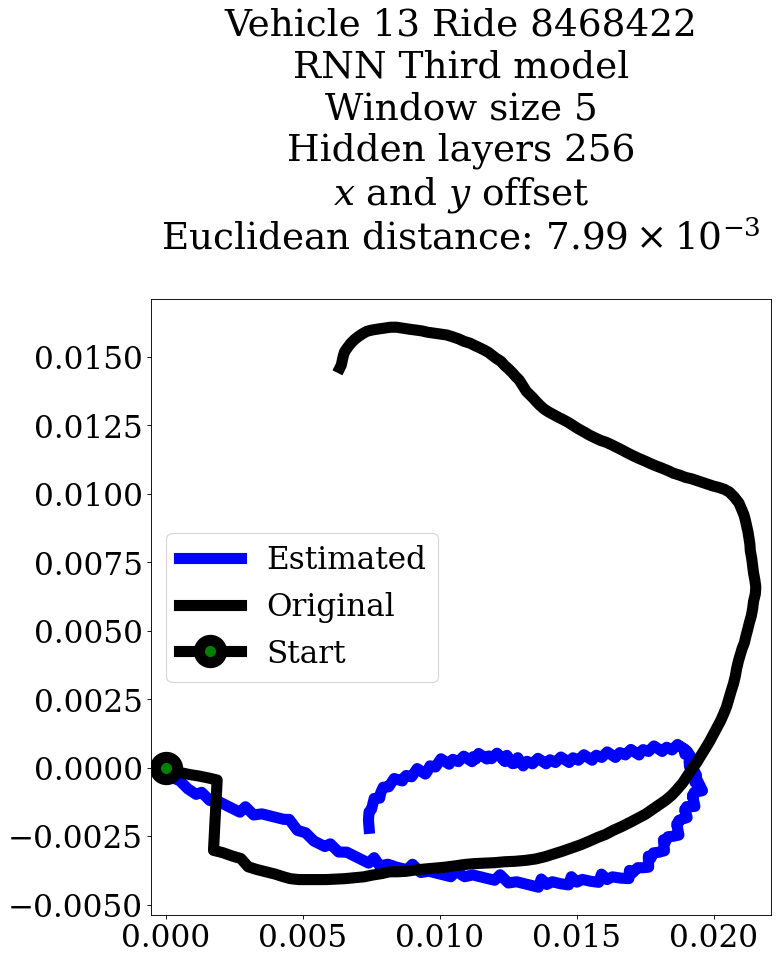 Vehicle 13 Ride 8468422
RNN Third model
Window size 5
Hidden layers 256
x and y offset
Euclidean distance: 7.99 × 10⁻³
0.0150
0.0125
0.0100
0.0075
0.0050
0.0025
0.0000
−0.0025
−0.0050
Estimated
Original
Start
0.000 0.005 0.010 0.015 0.020